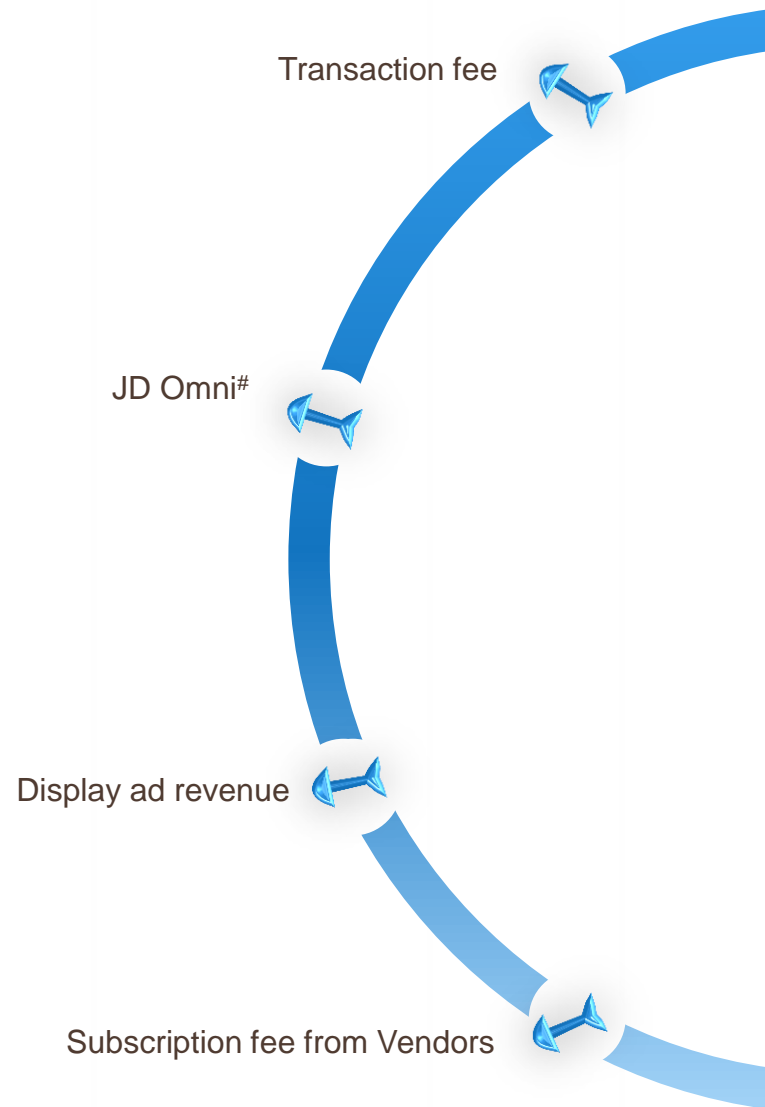 Transaction fee
JD Omni#
Display ad revenue
Subscription fee from Vendors